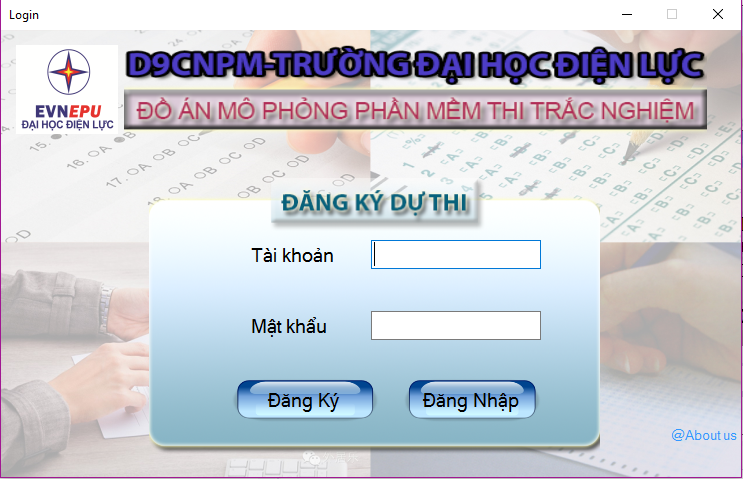 Login
D9CNPM-TRƯỜNG ĐẠI HỌC ĐIỆN LỰC
EVNEPU
ĐẠI HỌC ĐIỆN LỰC
ĐỒ ÁN MÔ PHỎNG PHẦN MỀM THI TRẮC NGHIỆM
ĐĂNG KÝ DỰ THI
Tài khoản
Mật khẩu
Đăng Ký
Đăng Nhập
@About us